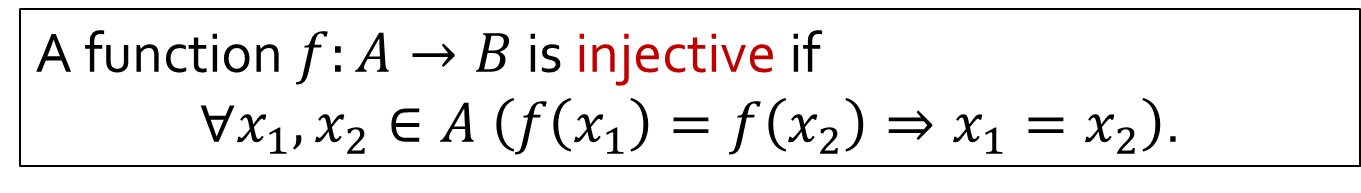 A function 𝑓: 𝐴 → 𝐵 is injective if
∀𝑥₁, 𝑥₂ ∈ 𝐴 (𝑓(𝑥₁) = 𝑓(𝑥₂) ⇒ 𝑥₁ = 𝑥₂).